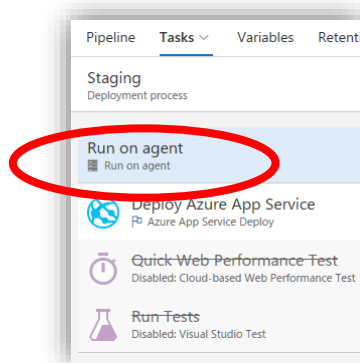 Pipeline Tasks Variables Retenti
Staging
Deployment process
Run on agent
Run on agent
Deploy Azure App Service
Azure App Service Deploy
Quick Web Performance Test
Disabled: Cloud-based Web Performance Test
Run Tests
Disabled: Visual Studio Test